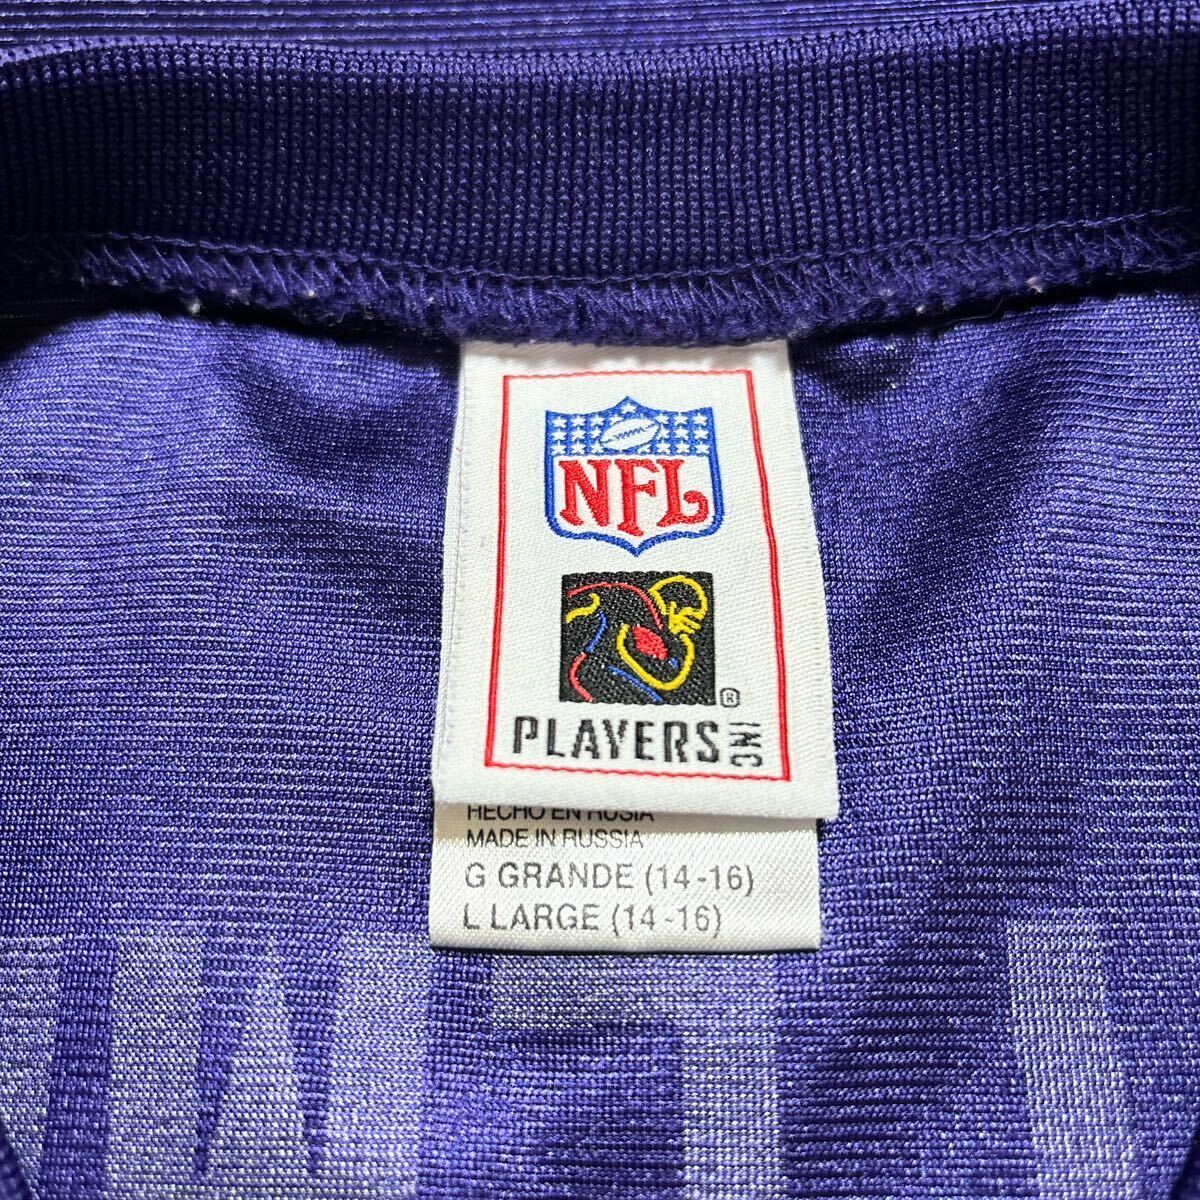 NFL
®
PLAYERS INC
HECHO EN RUSIA
MADE IN RUSSIA
G GRANDE (14-16)
L LARGE (14-16)